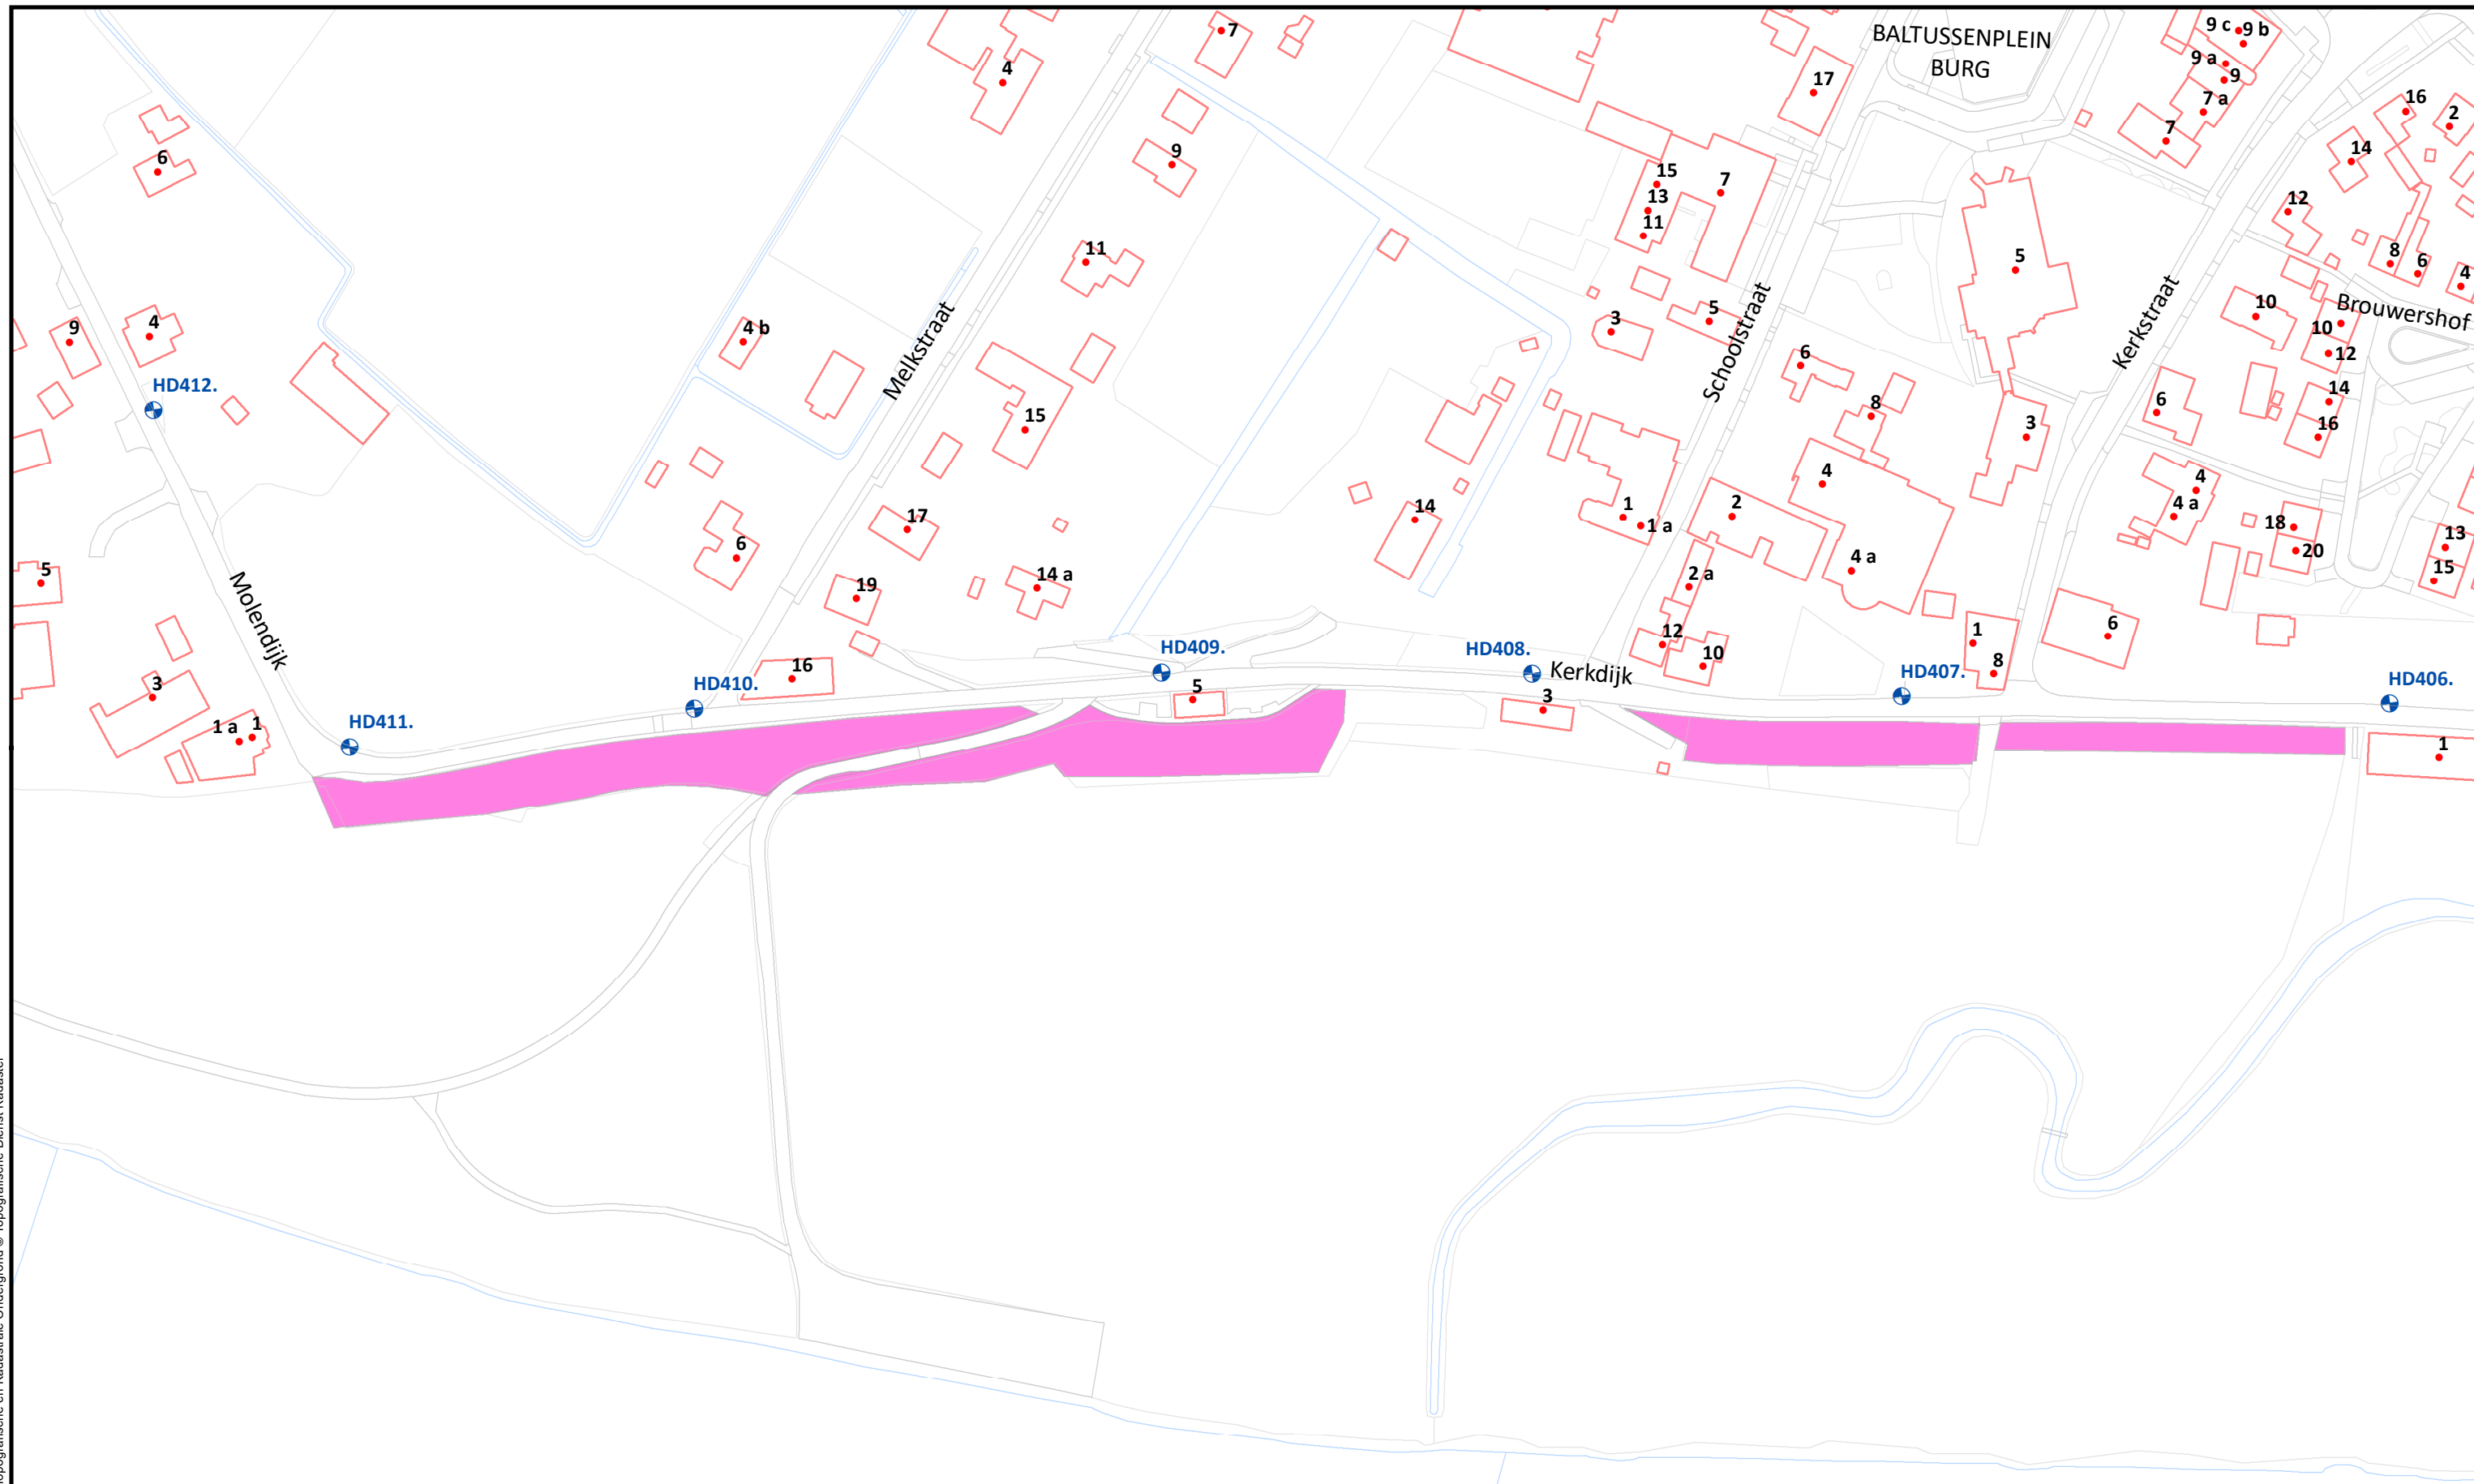 BALTUSSENPLEIN
BURG
9 c
9 b
9 a
9
7 a
7
7
4
17
16
2
14
6
9
15
13
11
7
12
5
8
6
4
11
10
Brouwershof
10
12
9
4
4 b
Melkstraat
3
5
Schoolstraat
Kerkstraat
6
HD412.
15
8
3
6
14
16
14
1
1 a
2
4
4
4 a
18
20
13
15
17
6
5
Molendijk
19
14 a
2 a
4 a
12
10
1
8
6
3
16
HD410.
HD409.
5
HD408.
Kerkdijk
3
HD407.
HD406.
1 a
1
HD411.
1